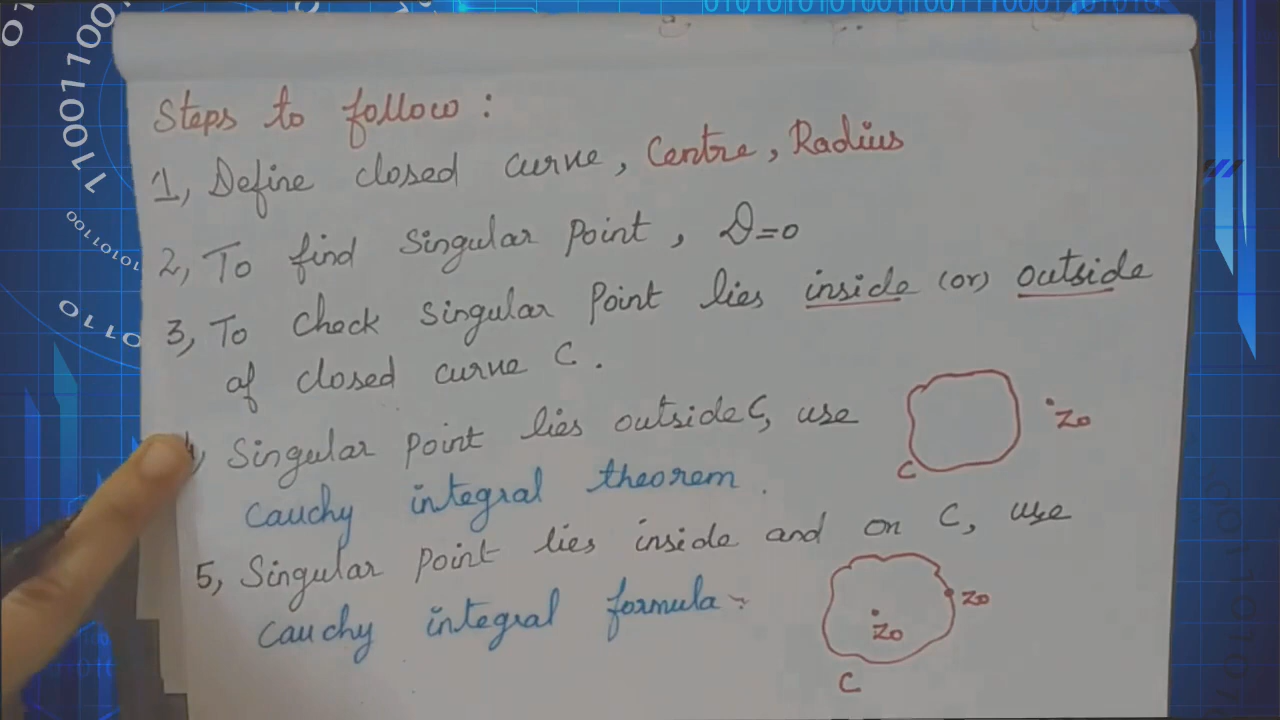 Steps to follow :
1, Define closed curve, Centre, Radius
2, To find Singular Point, D=0
3, To check Singular Point lies inside (or) outside
of closed curve C.
4, Singular point lies outside C, use
Cauchy integral theorem.
C
Z0
5, Singular point lies inside and on C, use
Cauchy integral formula
Z0
Z0
C